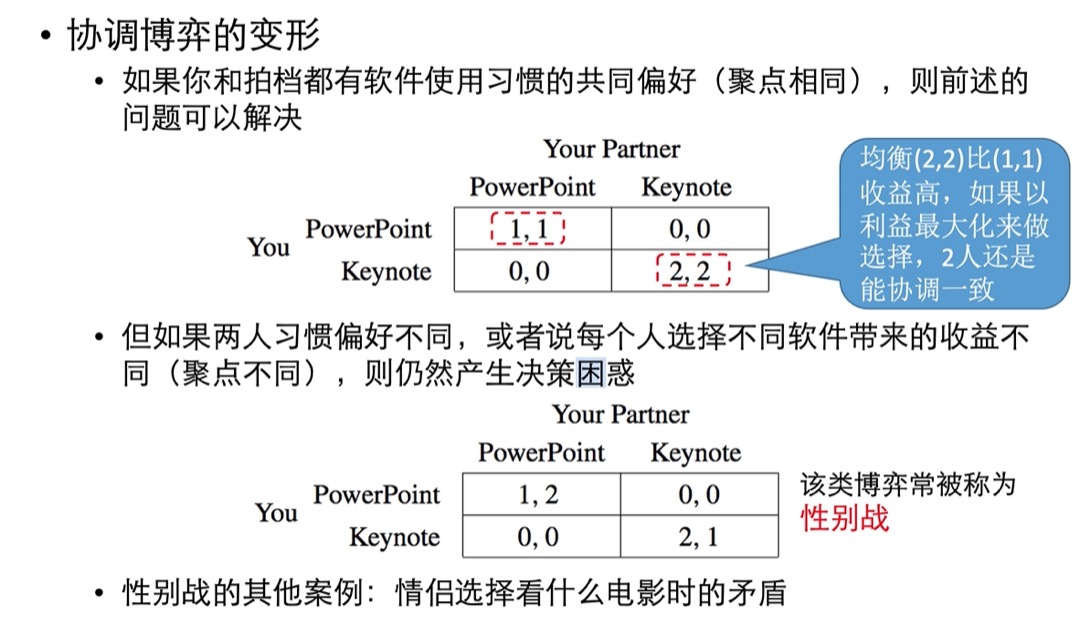 • 协调博弈的变形
• 如果你和拍档都有软件使用习惯的共同偏好（聚点相同），则前述的
问题可以解决
Your Partner
PowerPoint Keynote
You
PowerPoint 1, 1 0, 0
Keynote 0, 0 2, 2
均衡(2,2)比(1,1)
收益高，如果以
利益最大化来做
选择，2人还是
能协调一致
• 但如果两人习惯偏好不同，或者说每个人选择不同软件带来的收益不
同（聚点不同），则仍然产生决策困惑
Your Partner
PowerPoint Keynote
You
PowerPoint 1, 2 0, 0
Keynote 0, 0 2, 1
该类博弈常被称为
性别战
• 性别战的其他案例：情侣选择看什么电影时的矛盾